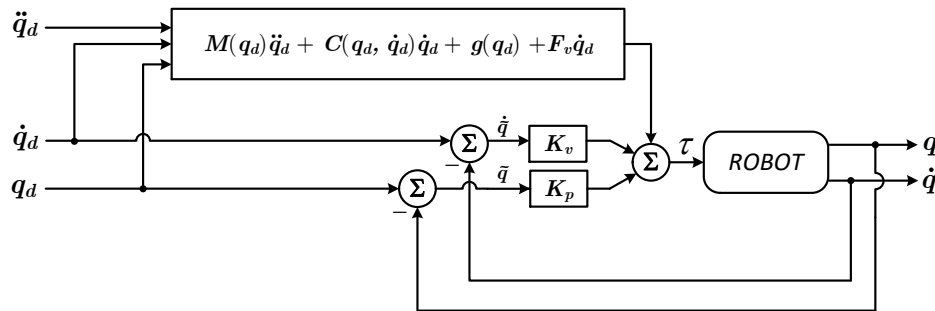 q̈_d
M(q_d)q̈_d + C(q_d, q̇_d)q̇_d + g(q_d) +F_v q̇_d
q̇_d
−
Σ
q̃̇
K_v
Σ
τ
ROBOT
q
q_d
−
Σ
q̃
K_p
q̇